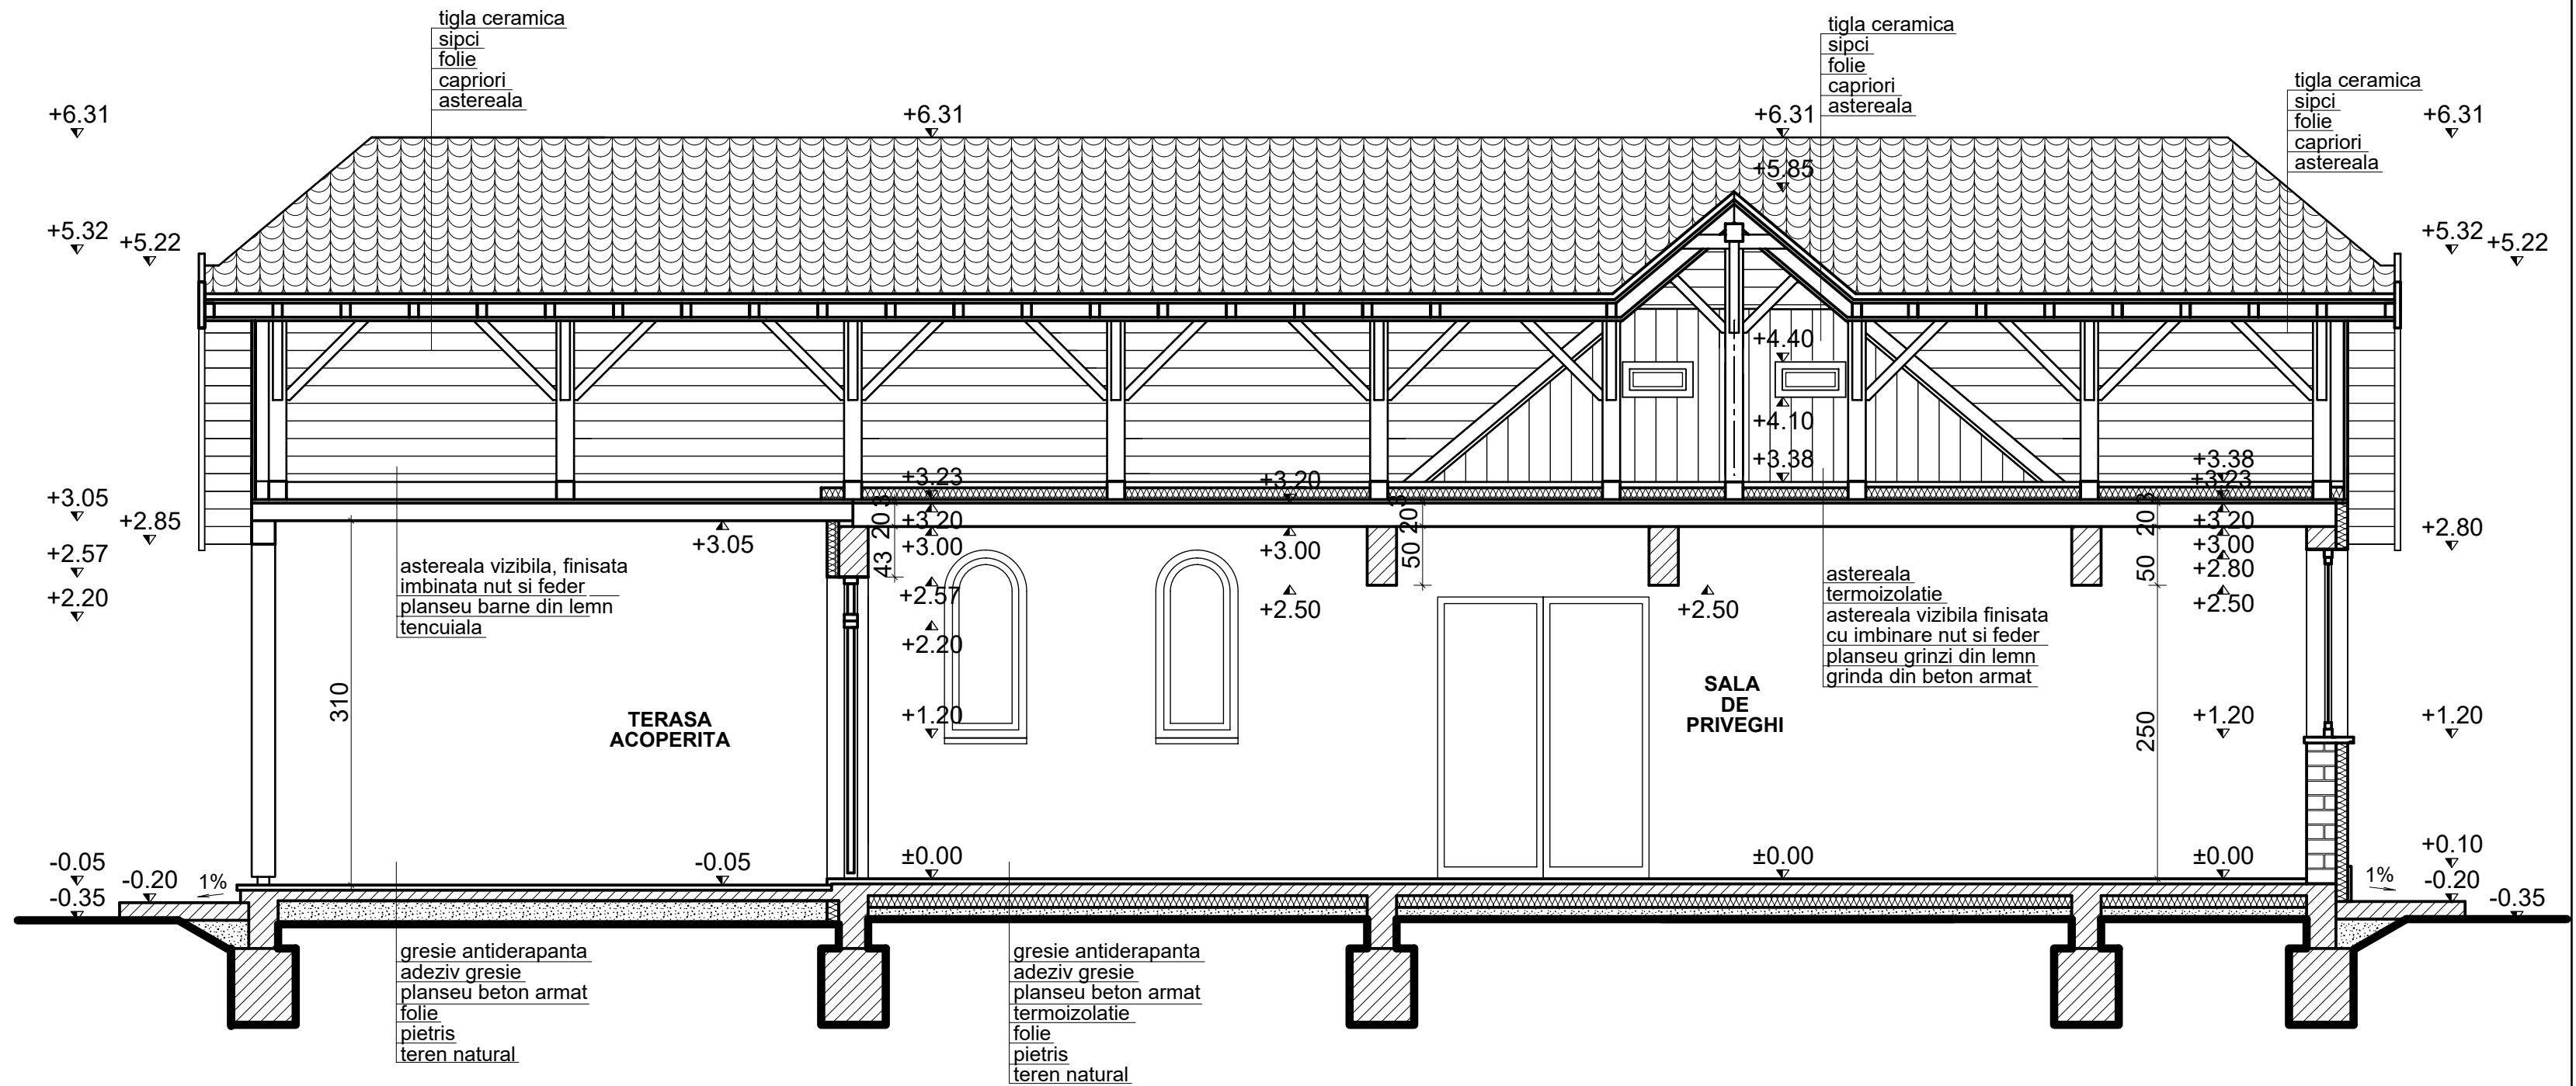 tigla ceramica
sipci
folie
capriori
astereala
tigla ceramica
sipci
folie
capriori
astereala
tigla ceramica
sipci
folie
capriori
astereala
+6.31
+6.31
+6.31
+6.31
+5.85
+5.32
+5.22
+5.32
+5.22
+4.40
+4.10
+3.38
+3.38
+3.23
+3.20
+3.23
+3.05
+2.85
+2.57
+2.20
3
20
43
+3.20
+3.00
+2.57
+2.20
+1.20
+3.05
+3.00
+2.50
3
20
50
+2.50
3
20
50
+3.20
+3.00
+2.80
+2.50
+2.80
astereala vizibila, finisata
imbinata nut si feder
planseu barne din lemn
tencuiala
astereala
termoizolatie
astereala vizibila finisata
cu imbinare nut si feder
planseu grinzi din lemn
grinda din beton armat
310
TERASA
ACOPERITA
SALA
DE
PRIVEGHI
250
+1.20
+1.20
-0.05
-0.20
1%
-0.35
-0.05
±0.00
±0.00
±0.00
+0.10
1%
-0.20
-0.35
gresie antiderapanta
adeziv gresie
planseu beton armat
folie
pietris
teren natural
gresie antiderapanta
adeziv gresie
planseu beton armat
termoizolatie
folie
pietris
teren natural